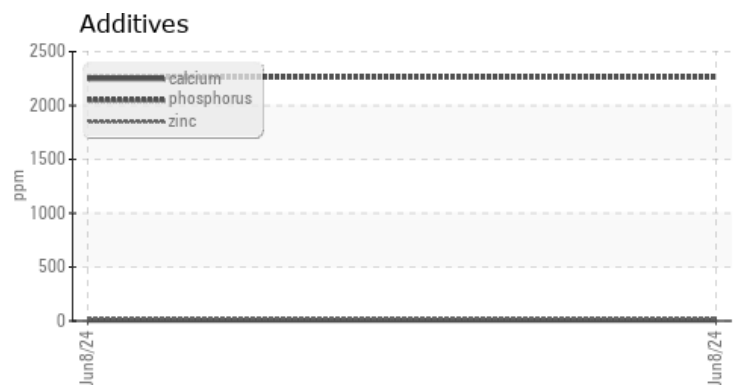 Additives
2500
2000
1500
1000
500
0
ppm
calcium
phosphorus
zinc
Jun8/24
Jun8/24